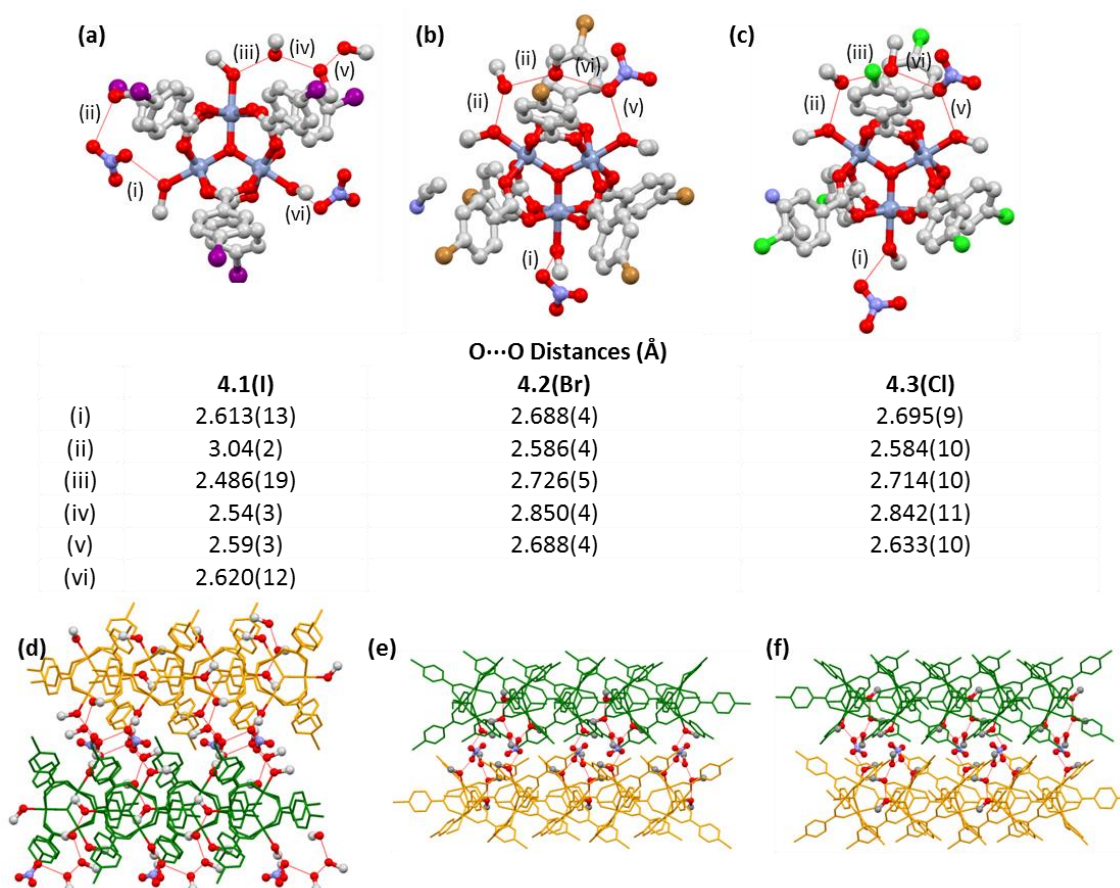 (a) (b) (c)
(iii) (iv) (v) (ii) (i) (vi)
(ii) (vi) (ii) (v) (i)
(iii) (vi) (ii) (v) (i)
O···O Distances (Å)
4.1(I) 4.2(Br) 4.3(Cl)
(i) 2.613(13) 2.688(4) 2.695(9)
(ii) 3.04(2) 2.586(4) 2.584(10)
(iii) 2.486(19) 2.726(5) 2.714(10)
(iv) 2.54(3) 2.850(4) 2.842(11)
(v) 2.59(3) 2.688(4) 2.633(10)
(vi) 2.620(12)
(d) (e) (f)